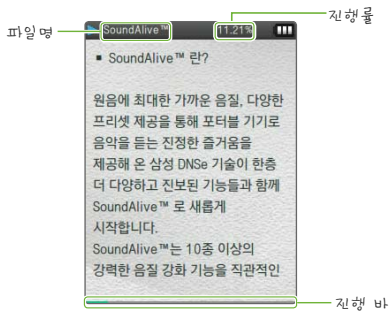 파일명
SoundAlive™
11.21%
진행률
▪ SoundAlive™ 란?
원음에 최대한 가까운 음질, 다양한
프리셋 제공을 통해 포터블 기기로
음악을 듣는 진정한 즐거움을
제공해 온 삼성 DNSe 기술이 한층
더 다양하고 진보된 기능들과 함께
SoundAlive™ 로 새롭게
시작합니다.
SoundAlive™는 10종 이상의
강력한 음질 강화 기능을 직관적인
진행 바